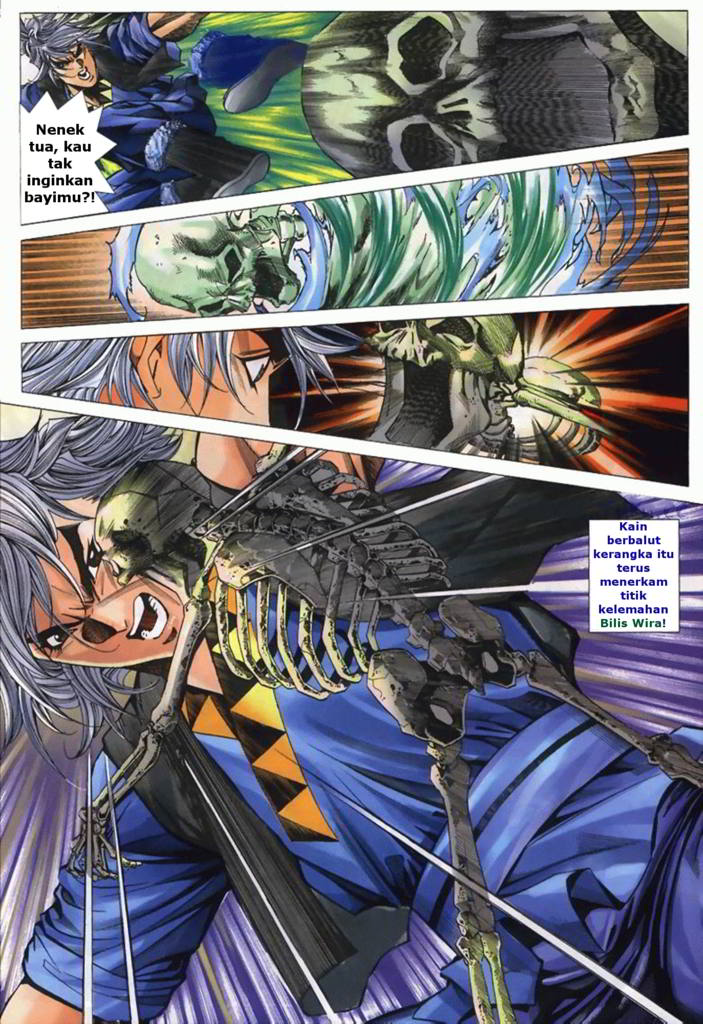 Nenek
tua, kau
tak
inginkan
bayimu?!
Kain
berbalut
kerangka itu
terus
menerkam
titik
kelemahan
Bilis Wira!